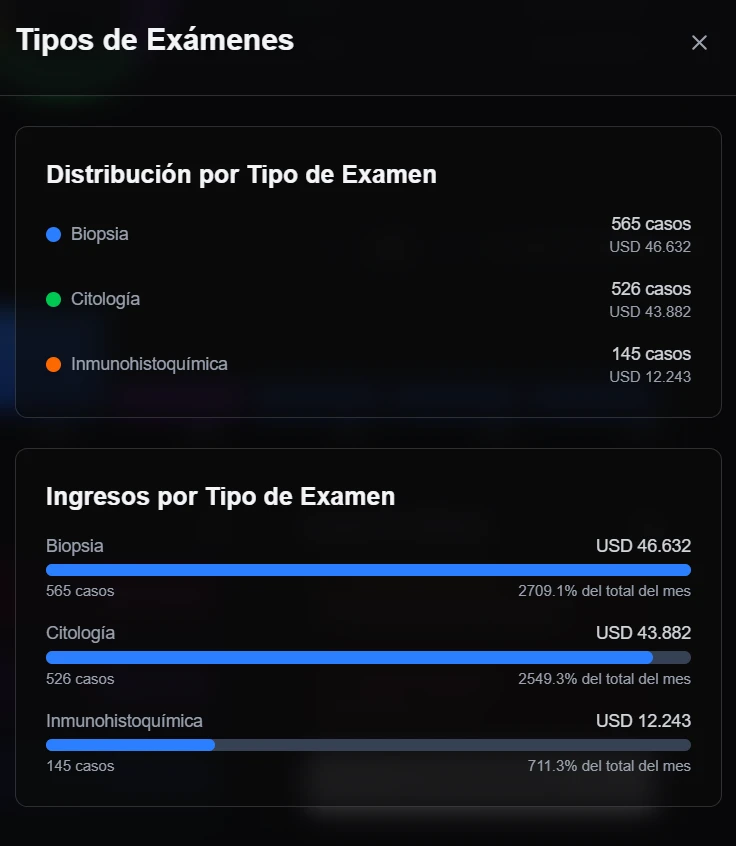 Tipos de Exámenes
Distribución por Tipo de Examen
Biopsia
565 casos
USD 46.632
Citología
526 casos
USD 43.882
Inmunohistoquímica
145 casos
USD 12.243
Ingresos por Tipo de Examen
Biopsia USD 46.632
565 casos 2709.1% del total del mes
Citología USD 43.882
526 casos 2549.3% del total del mes
Inmunohistoquímica USD 12.243
145 casos 711.3% del total del mes